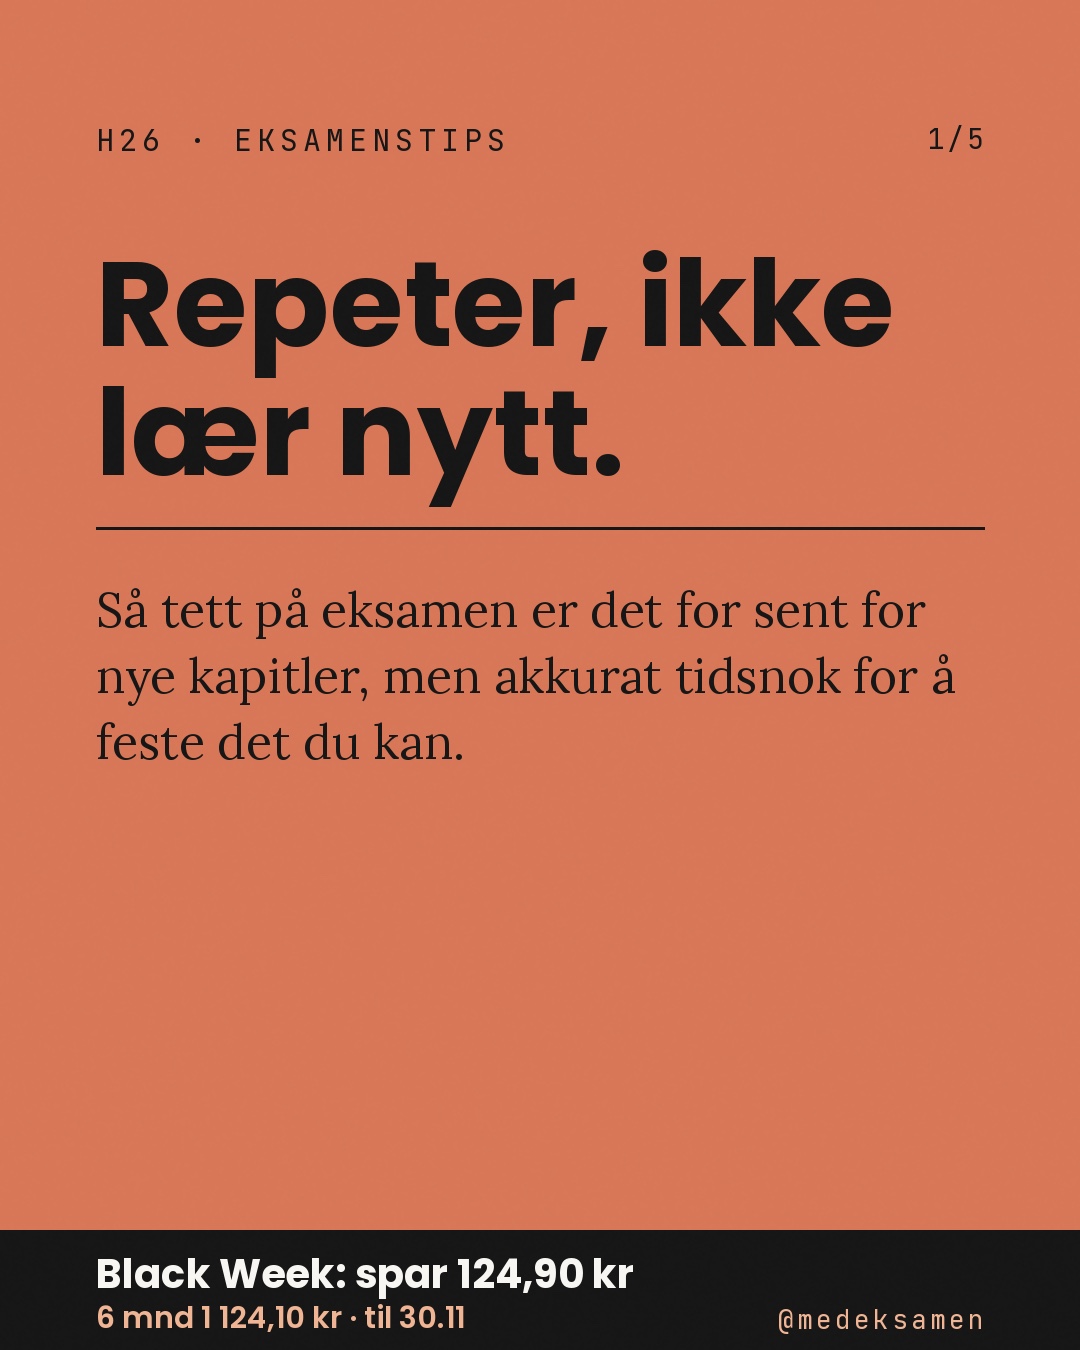 H26 · EKSAMENSTIPS
1/5
Repeter, ikke
lær nytt.
Så tett på eksamen er det for sent for
nye kapitler, men akkurat tidsnok for å
feste det du kan.
Black Week: spar 124,90 kr
6 mnd 1 124,10 kr · til 30.11
@medeksamen